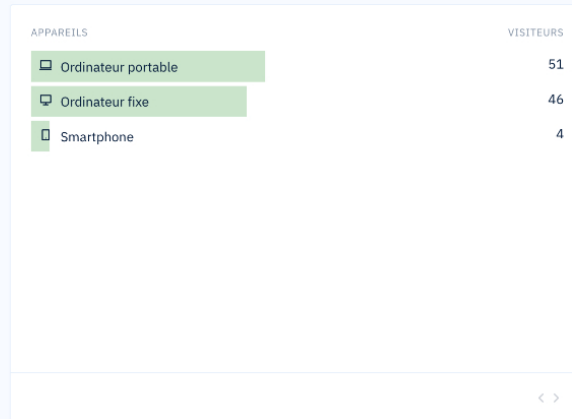 APPAREILS VISITEURS
Ordinateur portable 51
Ordinateur fixe 46
Smartphone 4